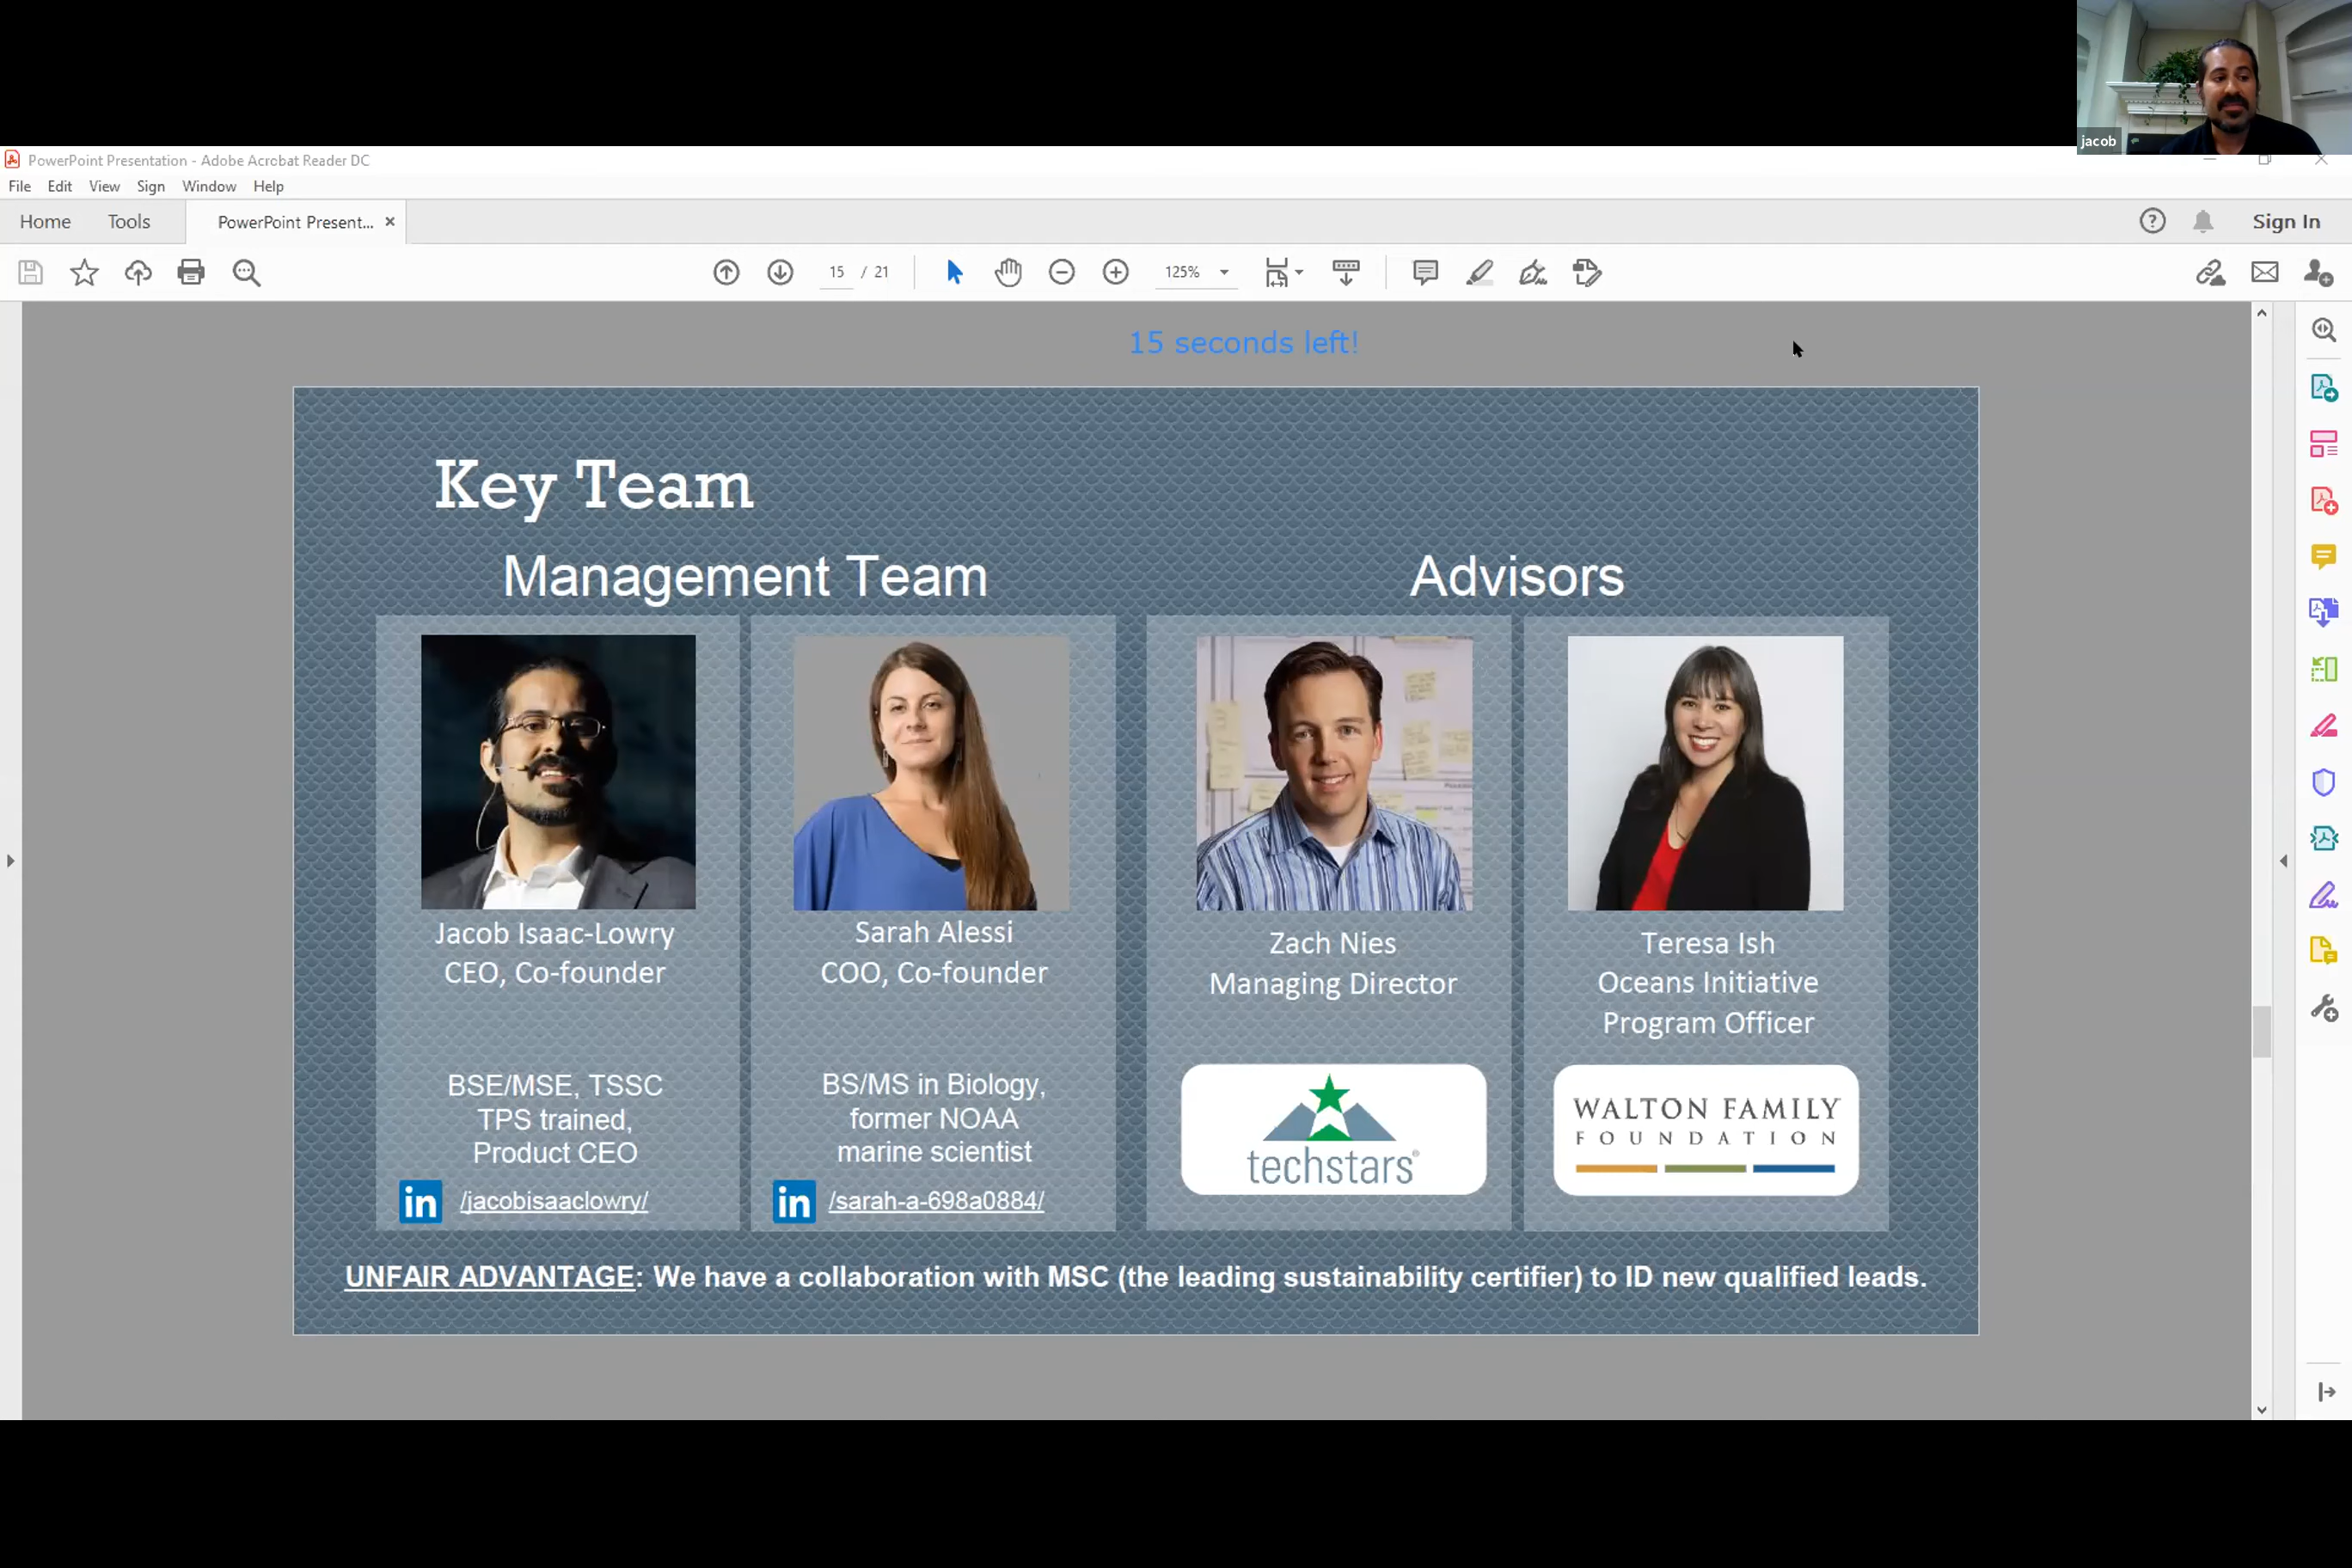 jacob
PowerPoint Presentation - Adobe Acrobat Reader DC
File Edit View Sign Window Help
Home Tools PowerPoint Present... Sign In
15 / 21 125%
15 seconds left!
Key Team
Management Team
Advisors
Jacob Isaac-Lowry
CEO, Co-founder
BSE/MSE, TSSC
TPS trained,
Product CEO
in /jacobisaaclowry/
Sarah Alessi
COO, Co-founder
BS/MS in Biology,
former NOAA
marine scientist
in /sarah-a-698a0884/
Zach Nies
Managing Director
techstars®
Teresa Ish
Oceans Initiative
Program Officer
WALTON FAMILY
FOUNDATION
UNFAIR ADVANTAGE: We have a collaboration with MSC (the leading sustainability certifier) to ID new qualified leads.